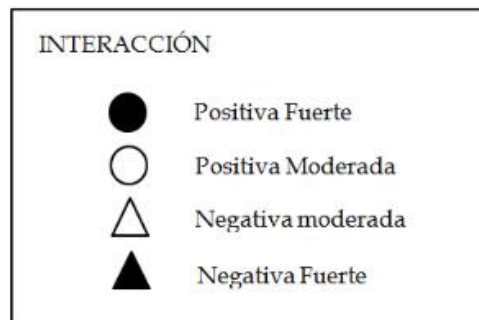 INTERACCIÓN
Positiva Fuerte
Positiva Moderada
Negativa moderada
Negativa Fuerte